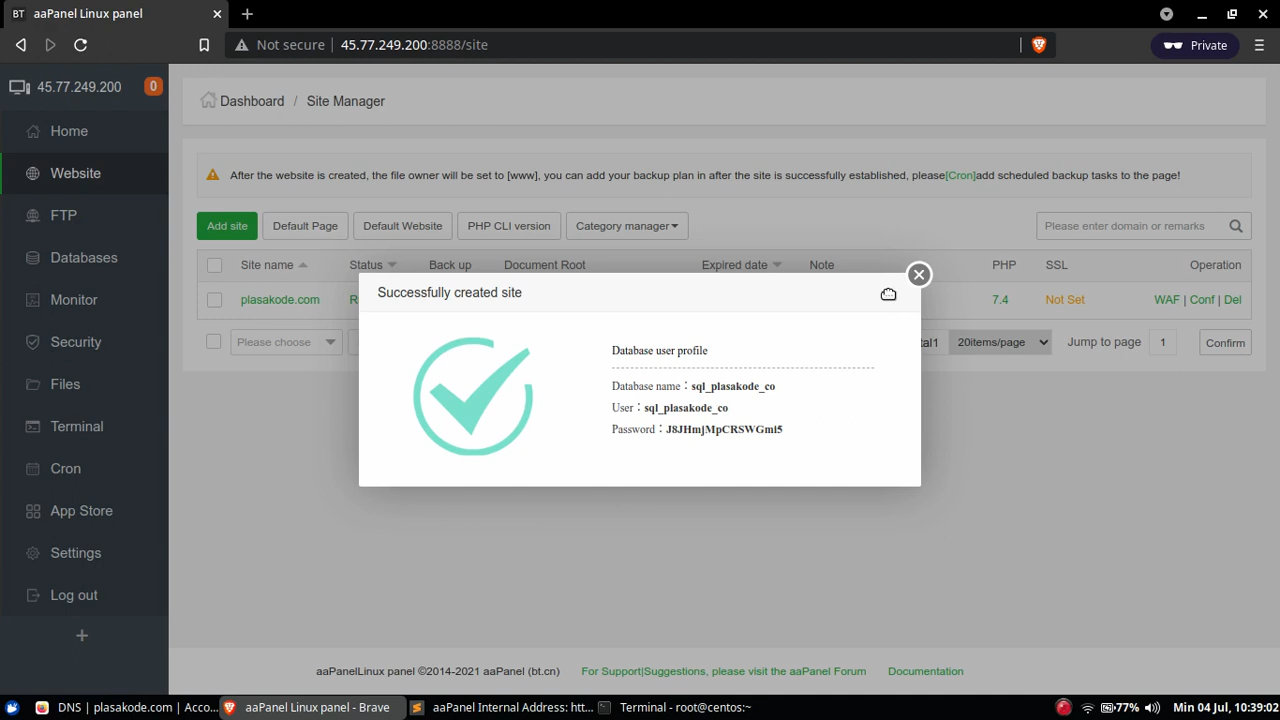 BT aaPanel Linux panel
Not secure 45.77.249.200:8888/site
Private
45.77.249.200 0
Home
Website
FTP
Databases
Monitor
Security
Files
Terminal
Cron
App Store
Settings
Log out
Dashboard / Site Manager
After the website is created, the file owner will be set to [www], you can add your backup plan in after the site is successfully established, please[Cron]add scheduled backup tasks to the page!
Add site Default Page Default Website PHP CLI version Category manager Please enter domain or remarks
Site name Status Back up Document Root Expired date Note PHP SSL Operation
plasakode.com R 7.4 Not Set WAF | Conf | Del
Please choose 20items/page Jump to page 1 Confirm
Successfully created site
Database user profile
Database name：sql_plasakode_co
User：sql_plasakode_co
Password：J8JHmjMpCRSWGmi5
aaPanelLinux panel ©2014-2021 aaPanel (bt.cn) For Support|Suggestions, please visit the aaPanel Forum Documentation
DNS | plasakode.com | Acco... aaPanel Linux panel - Brave aaPanel Internal Address: htt... Terminal - root@centos:~ 77% Min 04 Jul, 10:39:02